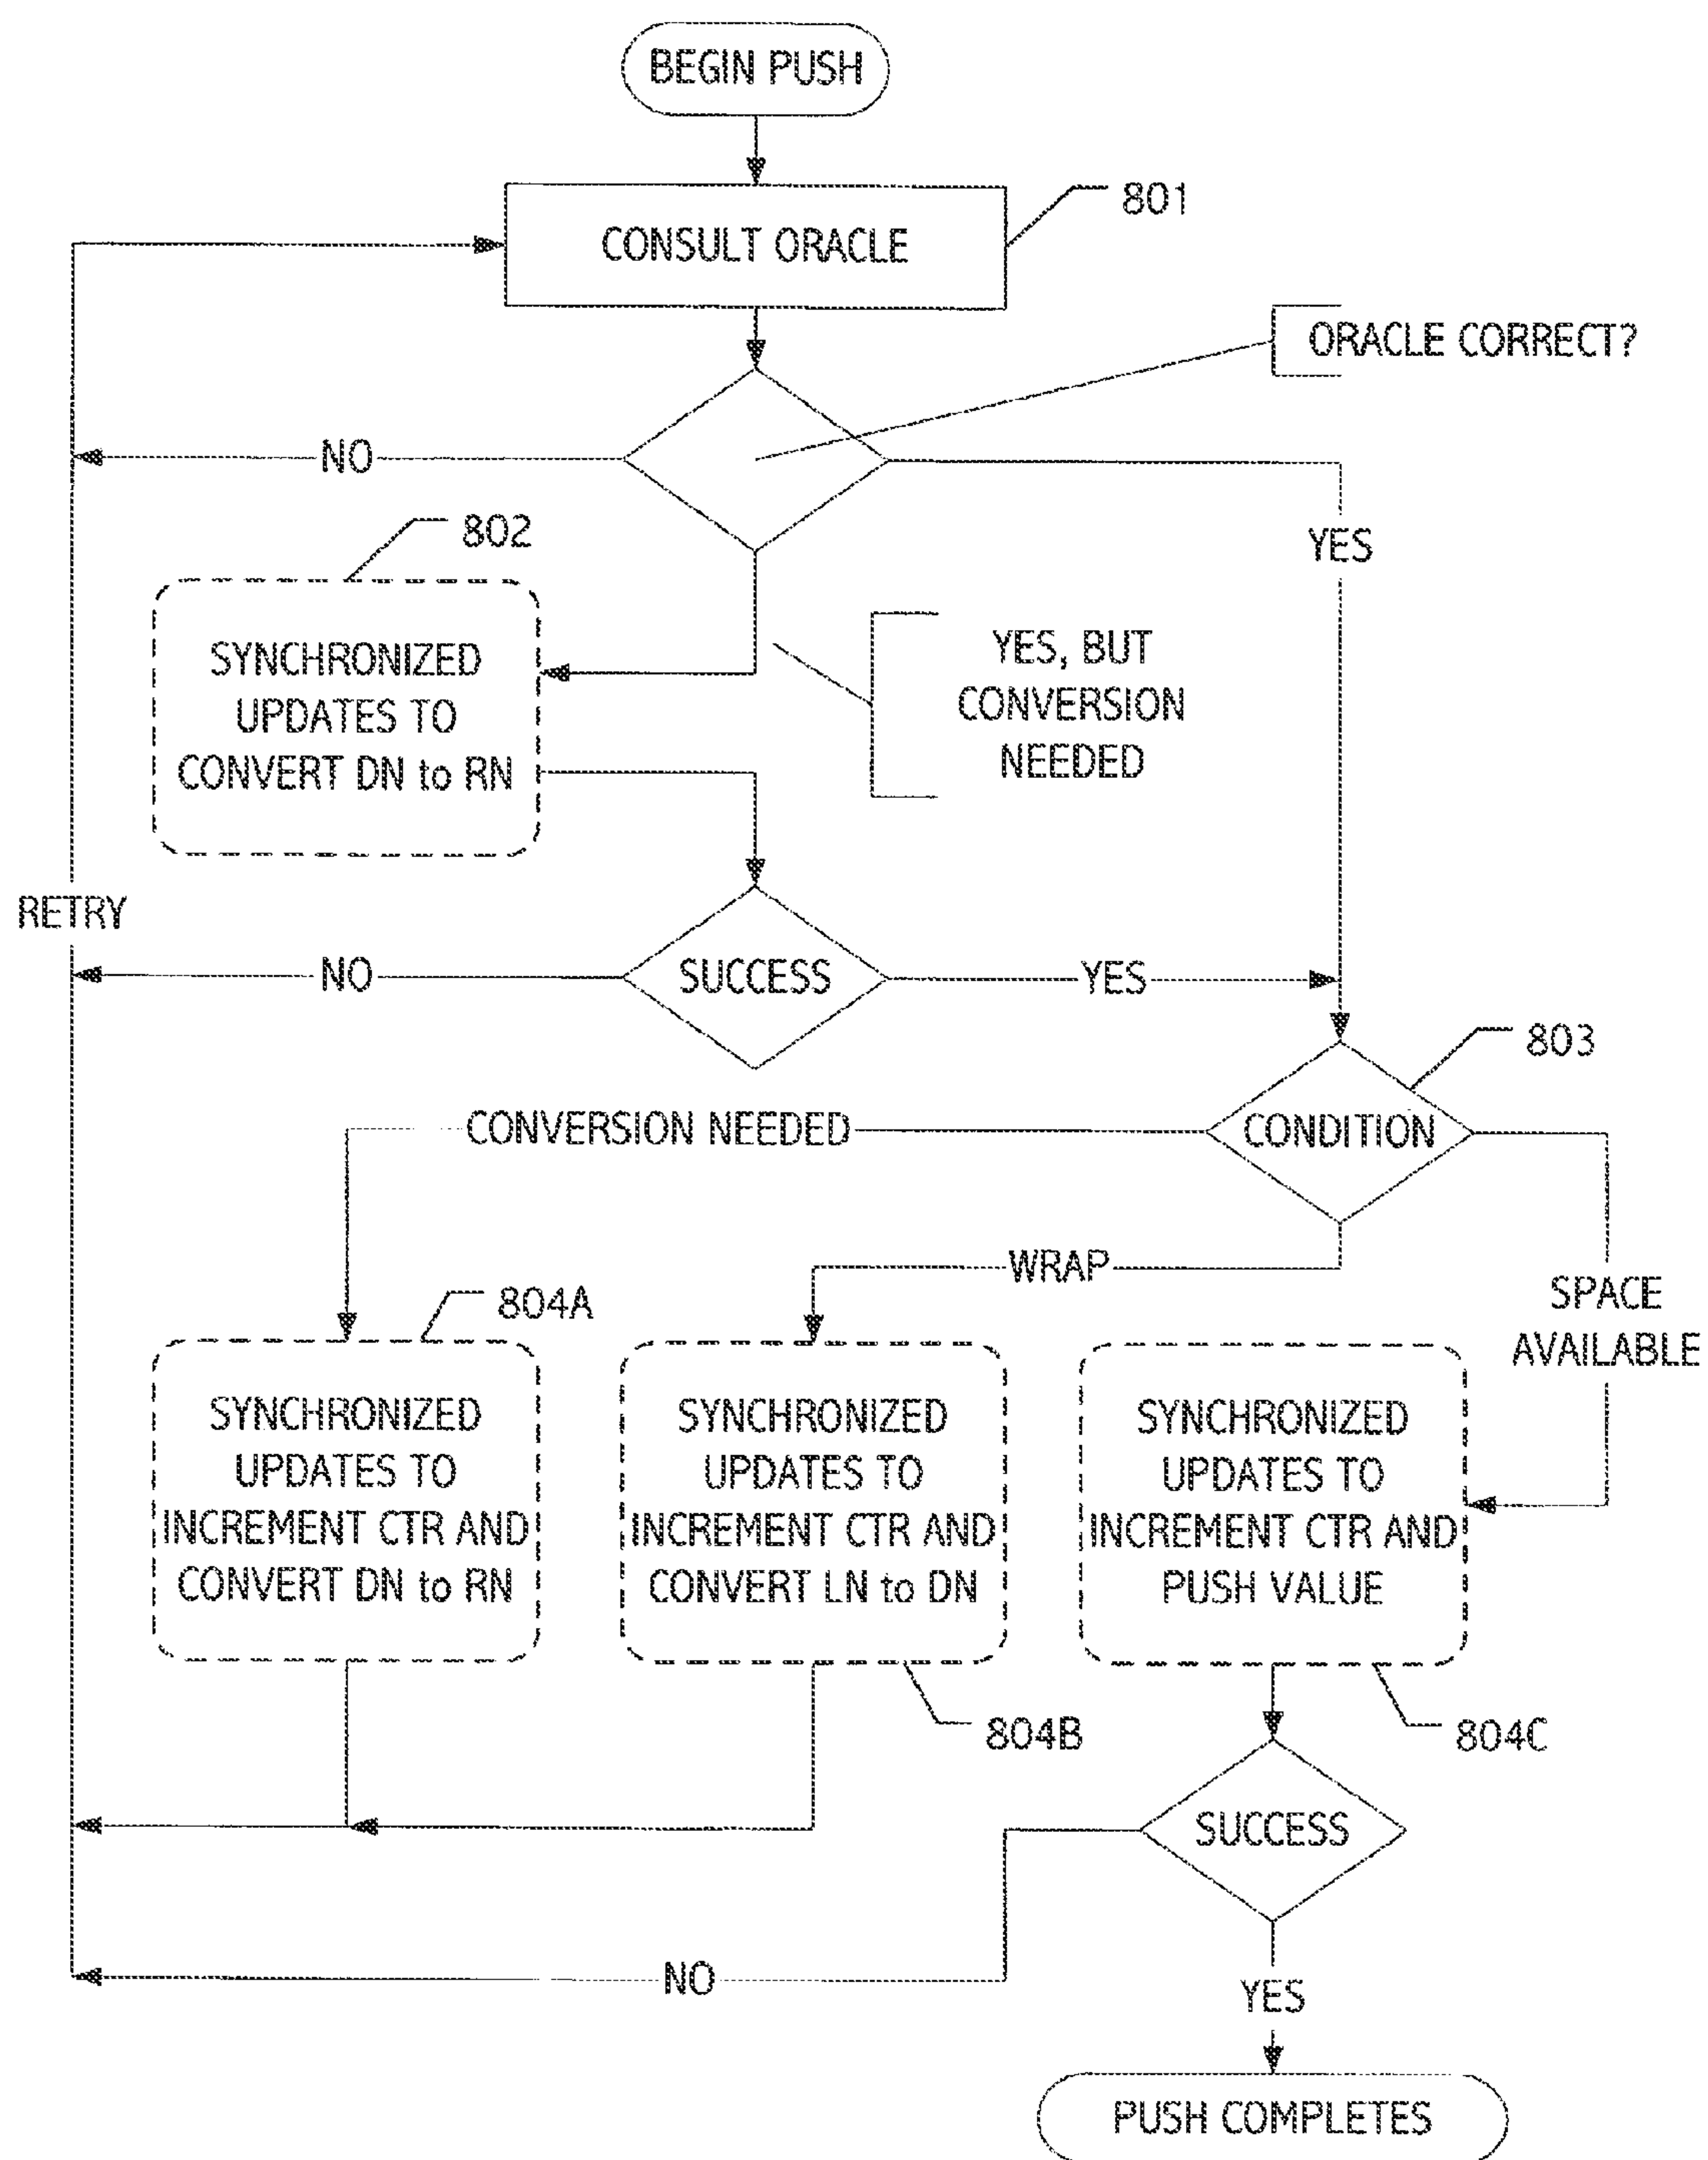 BEGIN PUSH
801
CONSULT ORACLE
ORACLE CORRECT?
NO
802
YES
SYNCHRONIZED
UPDATES TO
CONVERT DN to RN
YES, BUT
CONVERSION
NEEDED
RETRY
NO
SUCCESS
YES
803
CONVERSION NEEDED
CONDITION
WRAP
SPACE
AVAILABLE
804A
SYNCHRONIZED
UPDATES TO
INCREMENT CTR AND
CONVERT DN to RN
SYNCHRONIZED
UPDATES TO
INCREMENT CTR AND
CONVERT LN to DN
SYNCHRONIZED
UPDATES TO
INCREMENT CTR AND
PUSH VALUE
804B
804C
SUCCESS
NO
YES
PUSH COMPLETES